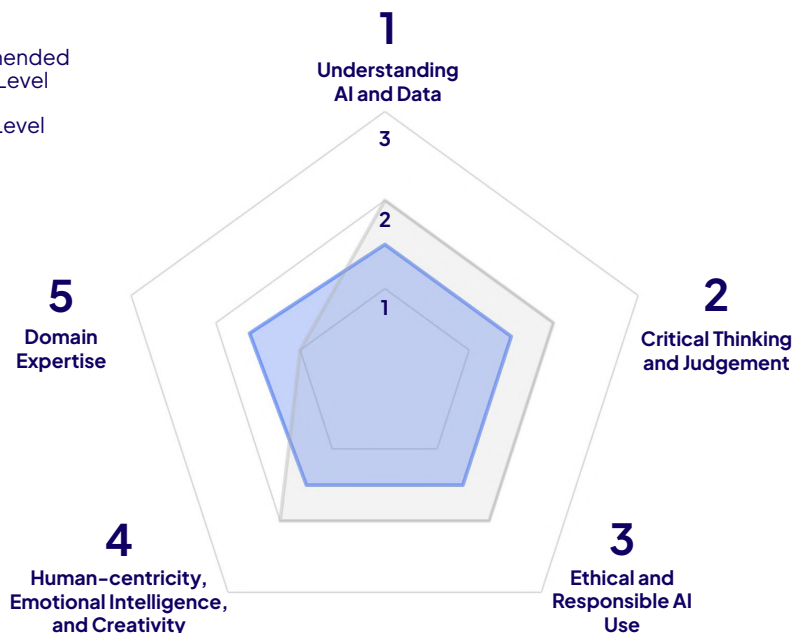 1
Understanding
AI and Data
Level
Level
3
2
1
5
Domain
Expertise
2
Critical Thinking
and Judgement
4
Human-centricity,
Emotional Intelligence,
and Creativity
3
Ethical and
Responsible AI
Use